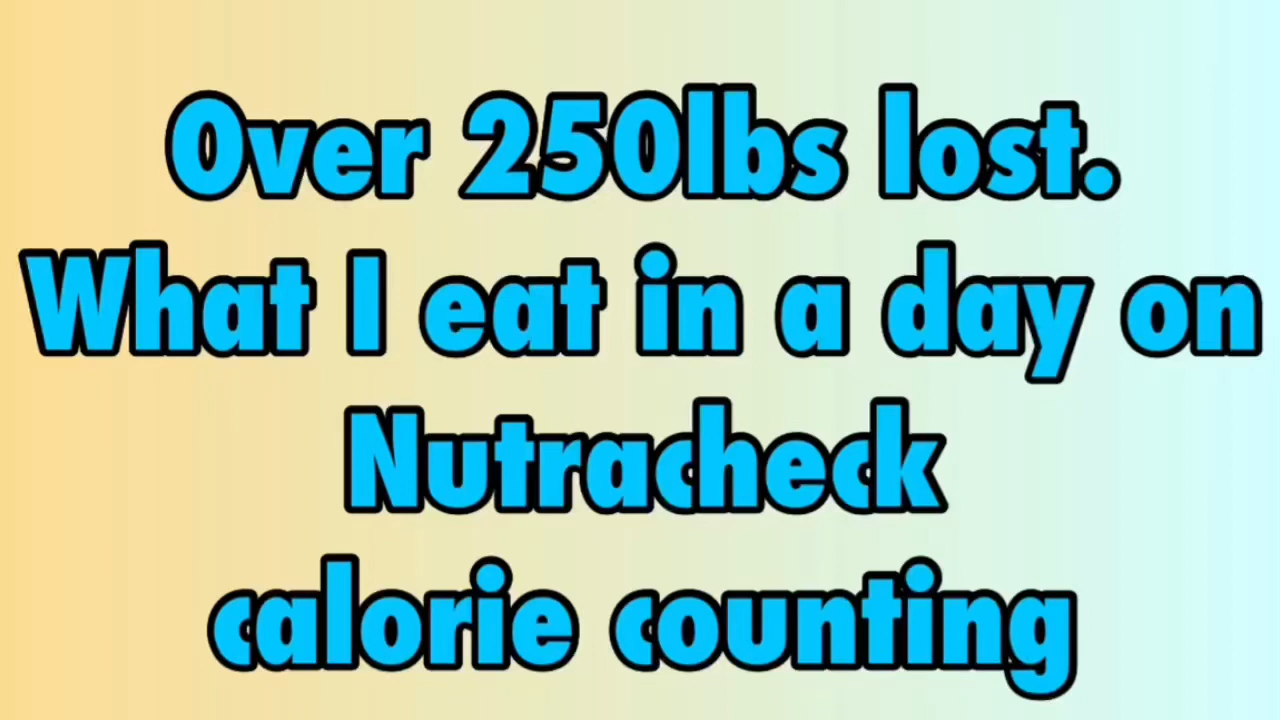 Over 250lbs lost.
What I eat in a day on
Nutracheck
calorie counting